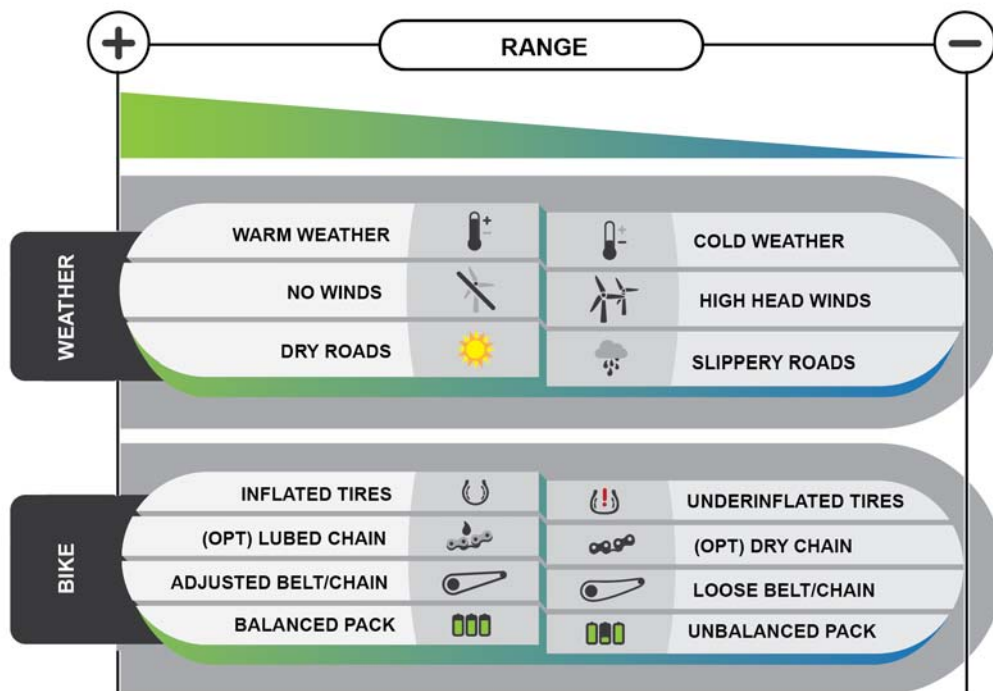 RANGE
WEATHER
WARM WEATHER
COLD WEATHER
NO WINDS
HIGH HEAD WINDS
DRY ROADS
SLIPPERY ROADS
BIKE
INFLATED TIRES
UNDERINFLATED TIRES
(OPT) LUBED CHAIN
(OPT) DRY CHAIN
ADJUSTED BELT/CHAIN
LOOSE BELT/CHAIN
BALANCED PACK
UNBALANCED PACK